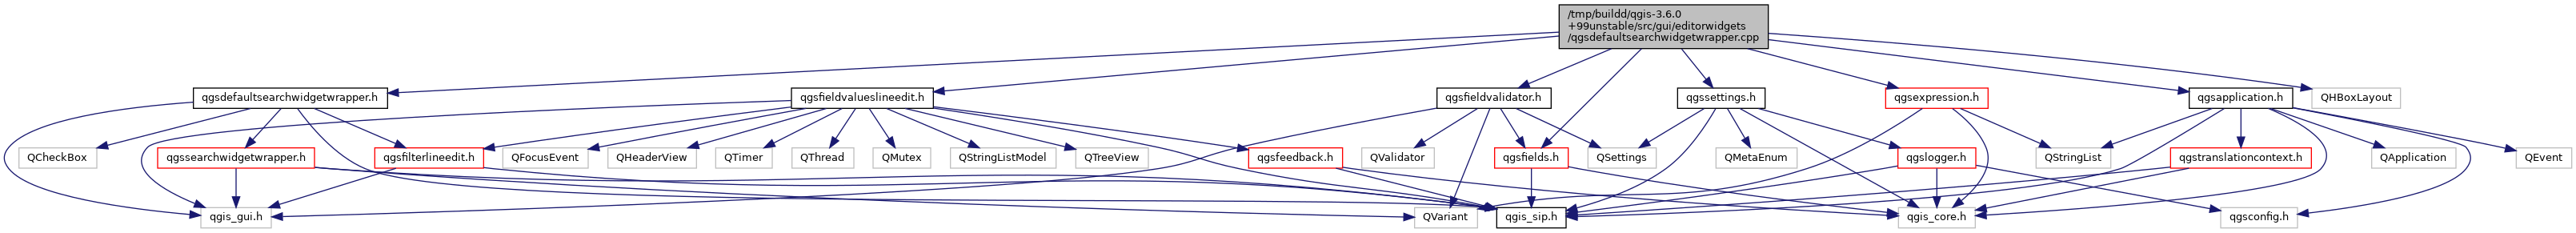 /tmp/buildd/qgis-3.6.0
+99unstable/src/gui/editorwidgets
/qgsdefaultsearchwidgetwrapper.cpp
qgsdefaultsearchwidgetwrapper.h
qgsfieldvalueslineedit.h
qgsfieldvalidator.h
qgssettings.h
qgsexpression.h
qgsapplication.h
QHBoxLayout
QCheckBox
qgssearchwidgetwrapper.h
qgsfilterlineedit.h
QFocusEvent
QHeaderView
QTimer
QThread
QMutex
QStringListModel
QTreeView
qgsfeedback.h
QValidator
qgsfields.h
QSettings
QMetaEnum
qgslogger.h
QStringList
qgstranslationcontext.h
QApplication
QEvent
qgis_gui.h
QVariant
qgis_sip.h
qgis_core.h
qgsconfig.h